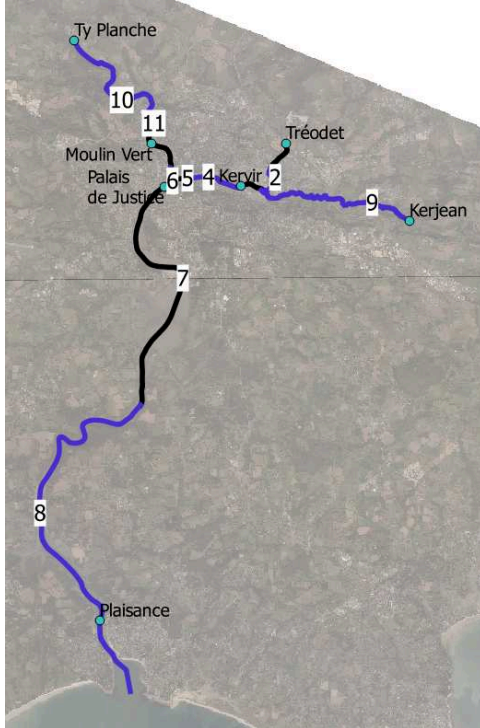 Ty Planche
10
11
Tréodet
Moulin Vert
Palais
de Justice
6
5
4
Kervir
2
9
Kerjean
7
8
Plaisance